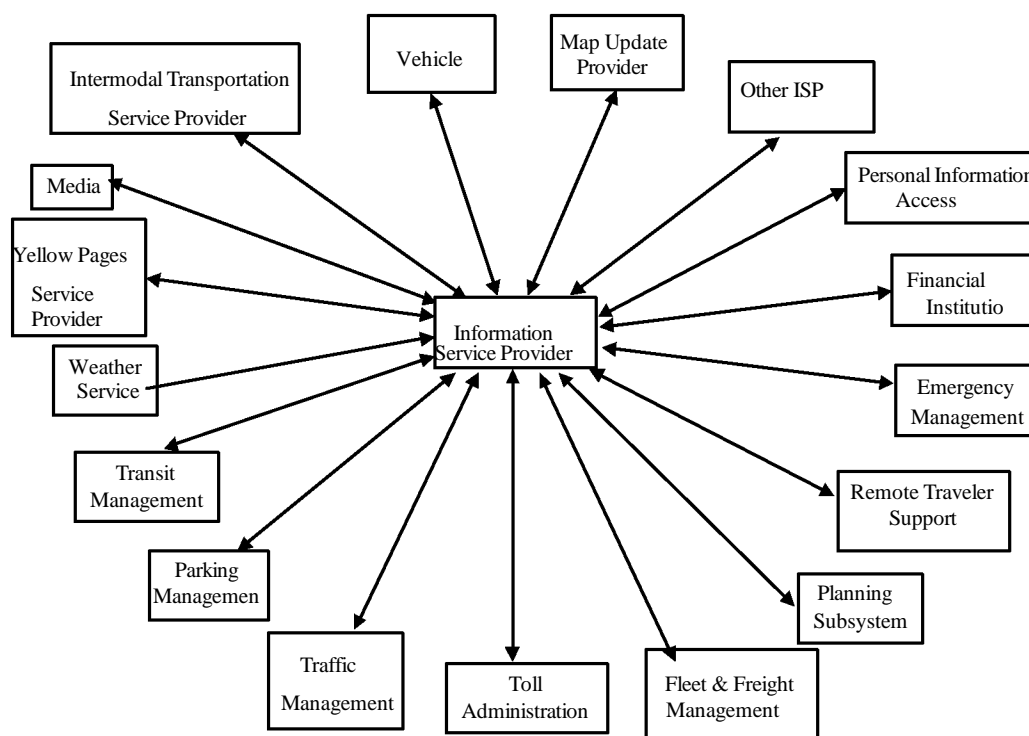 Intermodal Transportation
Service Provider
Vehicle
Map Update
Provider
Other ISP
Media
Personal Information
Access
Yellow Pages
Service
Provider
Financial
Institutio
Information
Service Provider
Weather
Service
Emergency
Management
Transit
Management
Remote Traveler
Support
Parking
Managemen
Planning
Subsystem
Traffic
Management
Toll
Administration
Fleet & Freight
Management